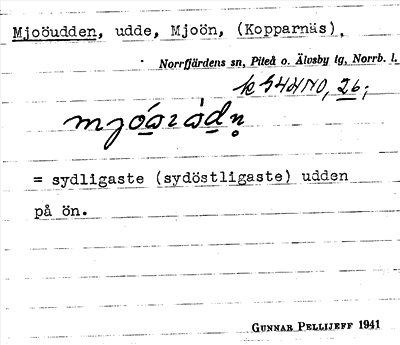 Mjoöudden, udde, Mjoön, (Kopparnäs),
Norrfjärdens sn, Piteå o. Älvsby tg, Norrb. l.
= sydligaste (sydöstligaste) udden
på ön.
GUNNAR PELLIJEFF 1941